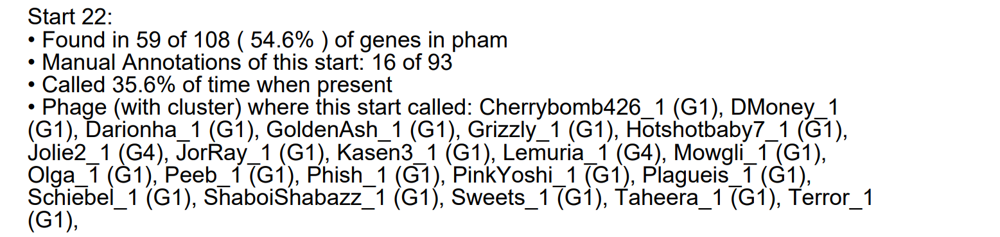 Start 22:
• Found in 59 of 108 ( 54.6% ) of genes in pham
• Manual Annotations of this start: 16 of 93
• Called 35.6% of time when present
• Phage (with cluster) where this start called: Cherrybomb426_1 (G1), DMoney_1
(G1), Darionha_1 (G1), GoldenAsh_1 (G1), Grizzly_1 (G1), Hotshotbaby7_1 (G1),
Jolie2_1 (G4), JorRay_1 (G1), Kasen3_1 (G1), Lemuria_1 (G4), Mowgli_1 (G1),
Olga_1 (G1), Peeb_1 (G1), Phish_1 (G1), PinkYoshi_1 (G1), Plagueis_1 (G1),
Schiebel_1 (G1), ShaboiShabazz_1 (G1), Sweets_1 (G1), Taheera_1 (G1), Terror_1
(G1),